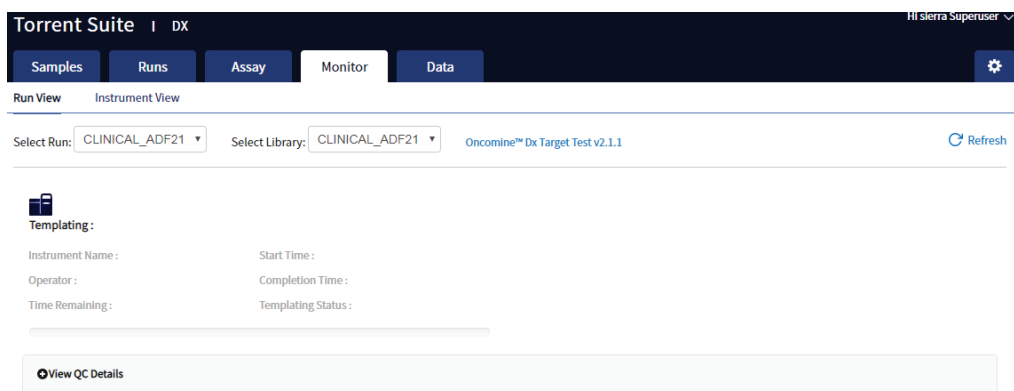 Torrent Suite | DX
Hi sierra Superuser
Samples Runs Assay Monitor Data
Run View Instrument View
Select Run: CLINICAL_ADF21 Select Library: CLINICAL_ADF21 Oncomine™ Dx Target Test v2.1.1 Refresh
Templating :
Instrument Name : Start Time :
Operator : Completion Time :
Time Remaining : Templating Status :
View QC Details